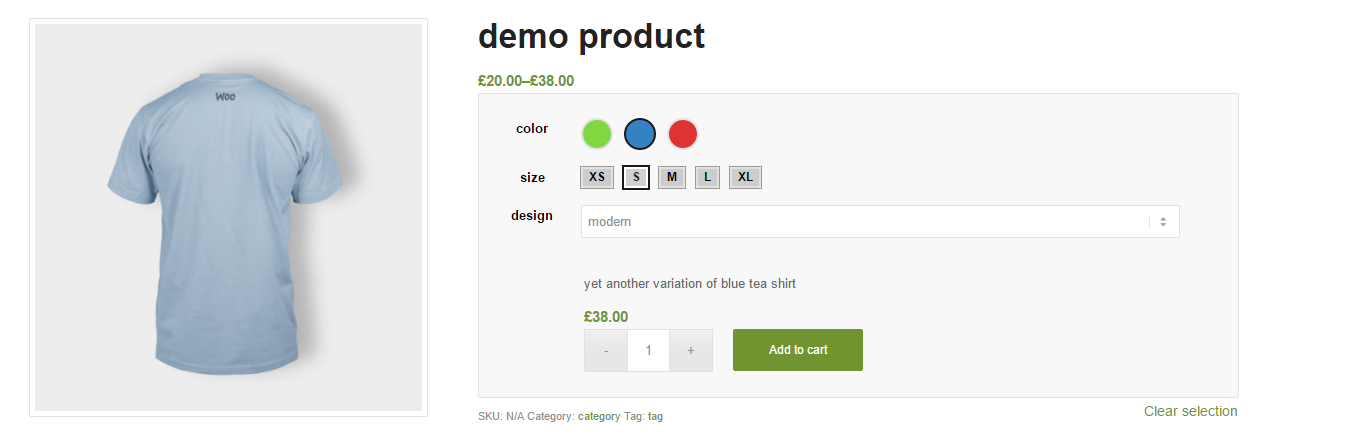 Woo
demo product
£20.00–£38.00
color
size XS S M L XL
design modern
yet another variation of blue tea shirt
£38.00
- 1 + Add to cart
SKU: N/A Category: category Tag: tag
Clear selection